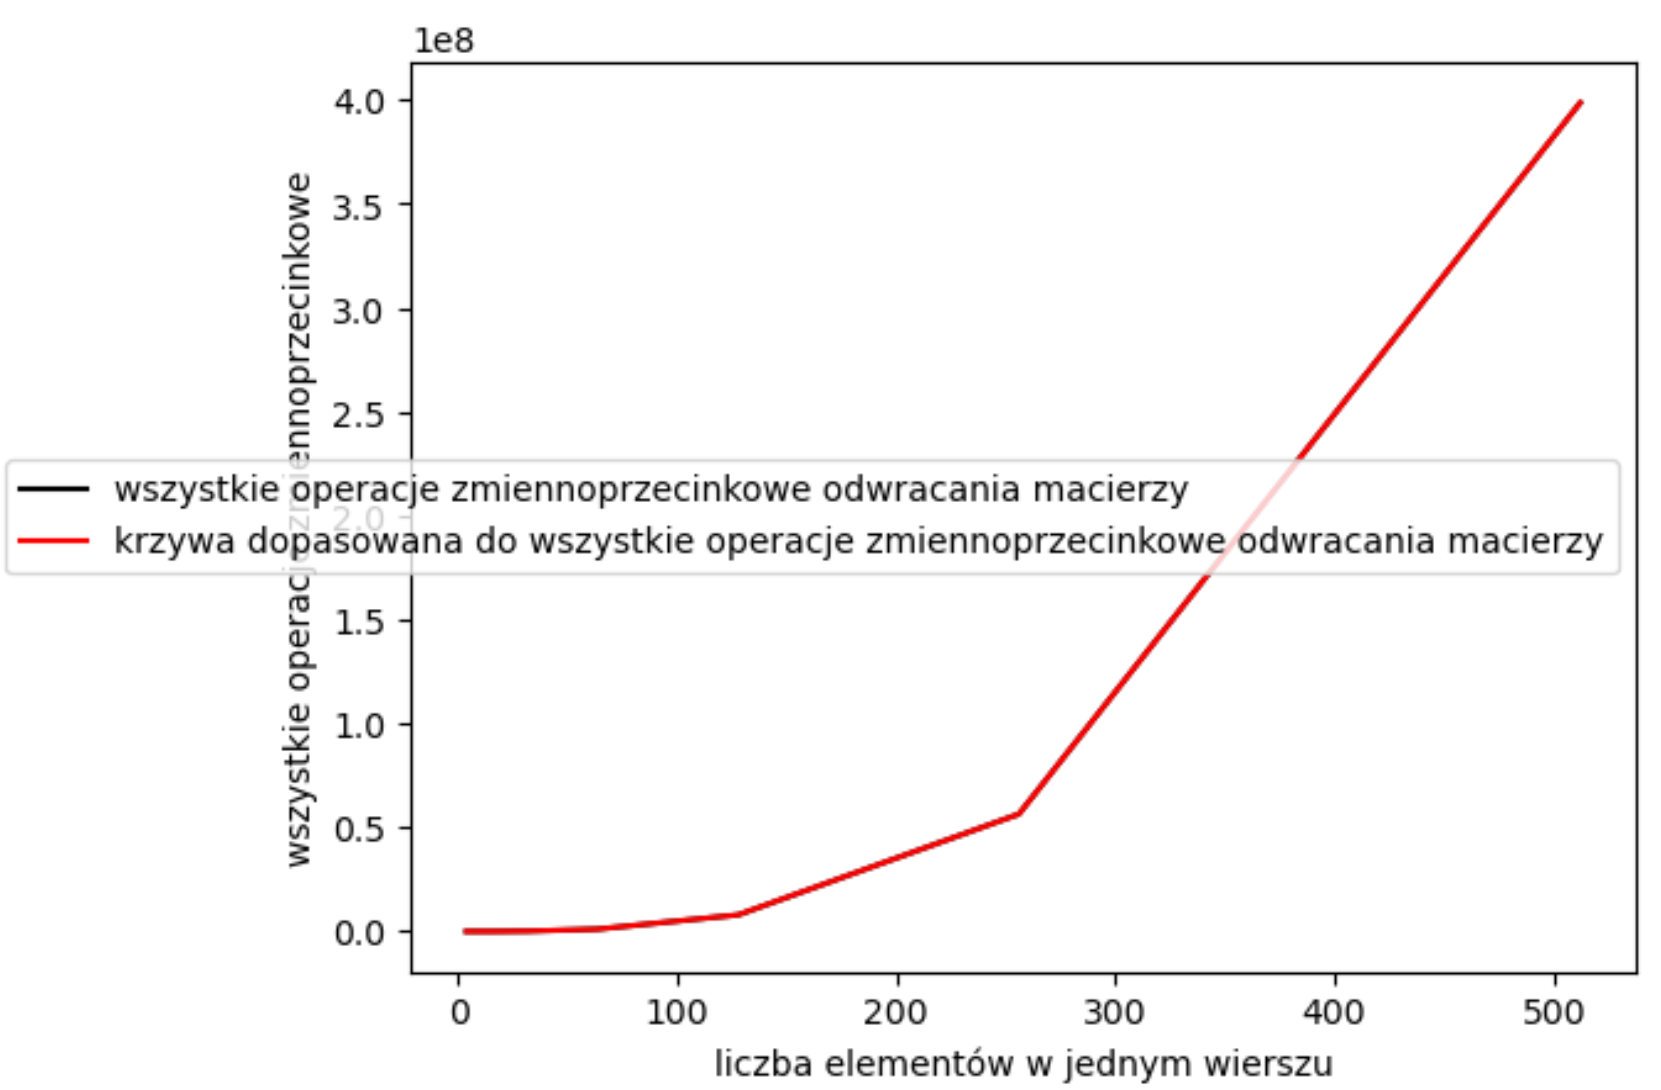 1e8
4.0
3.5
3.0
2.5
2.0
1.5
1.0
0.5
0.0
wszystkie operacje zmiennoprzecinkowe
wszystkie operacje zmiennoprzecinkowe odwracania macierzy
krzywa dopasowana do wszystkie operacje zmiennoprzecinkowe odwracania macierzy
0 100 200 300 400 500
liczba elementów w jednym wierszu